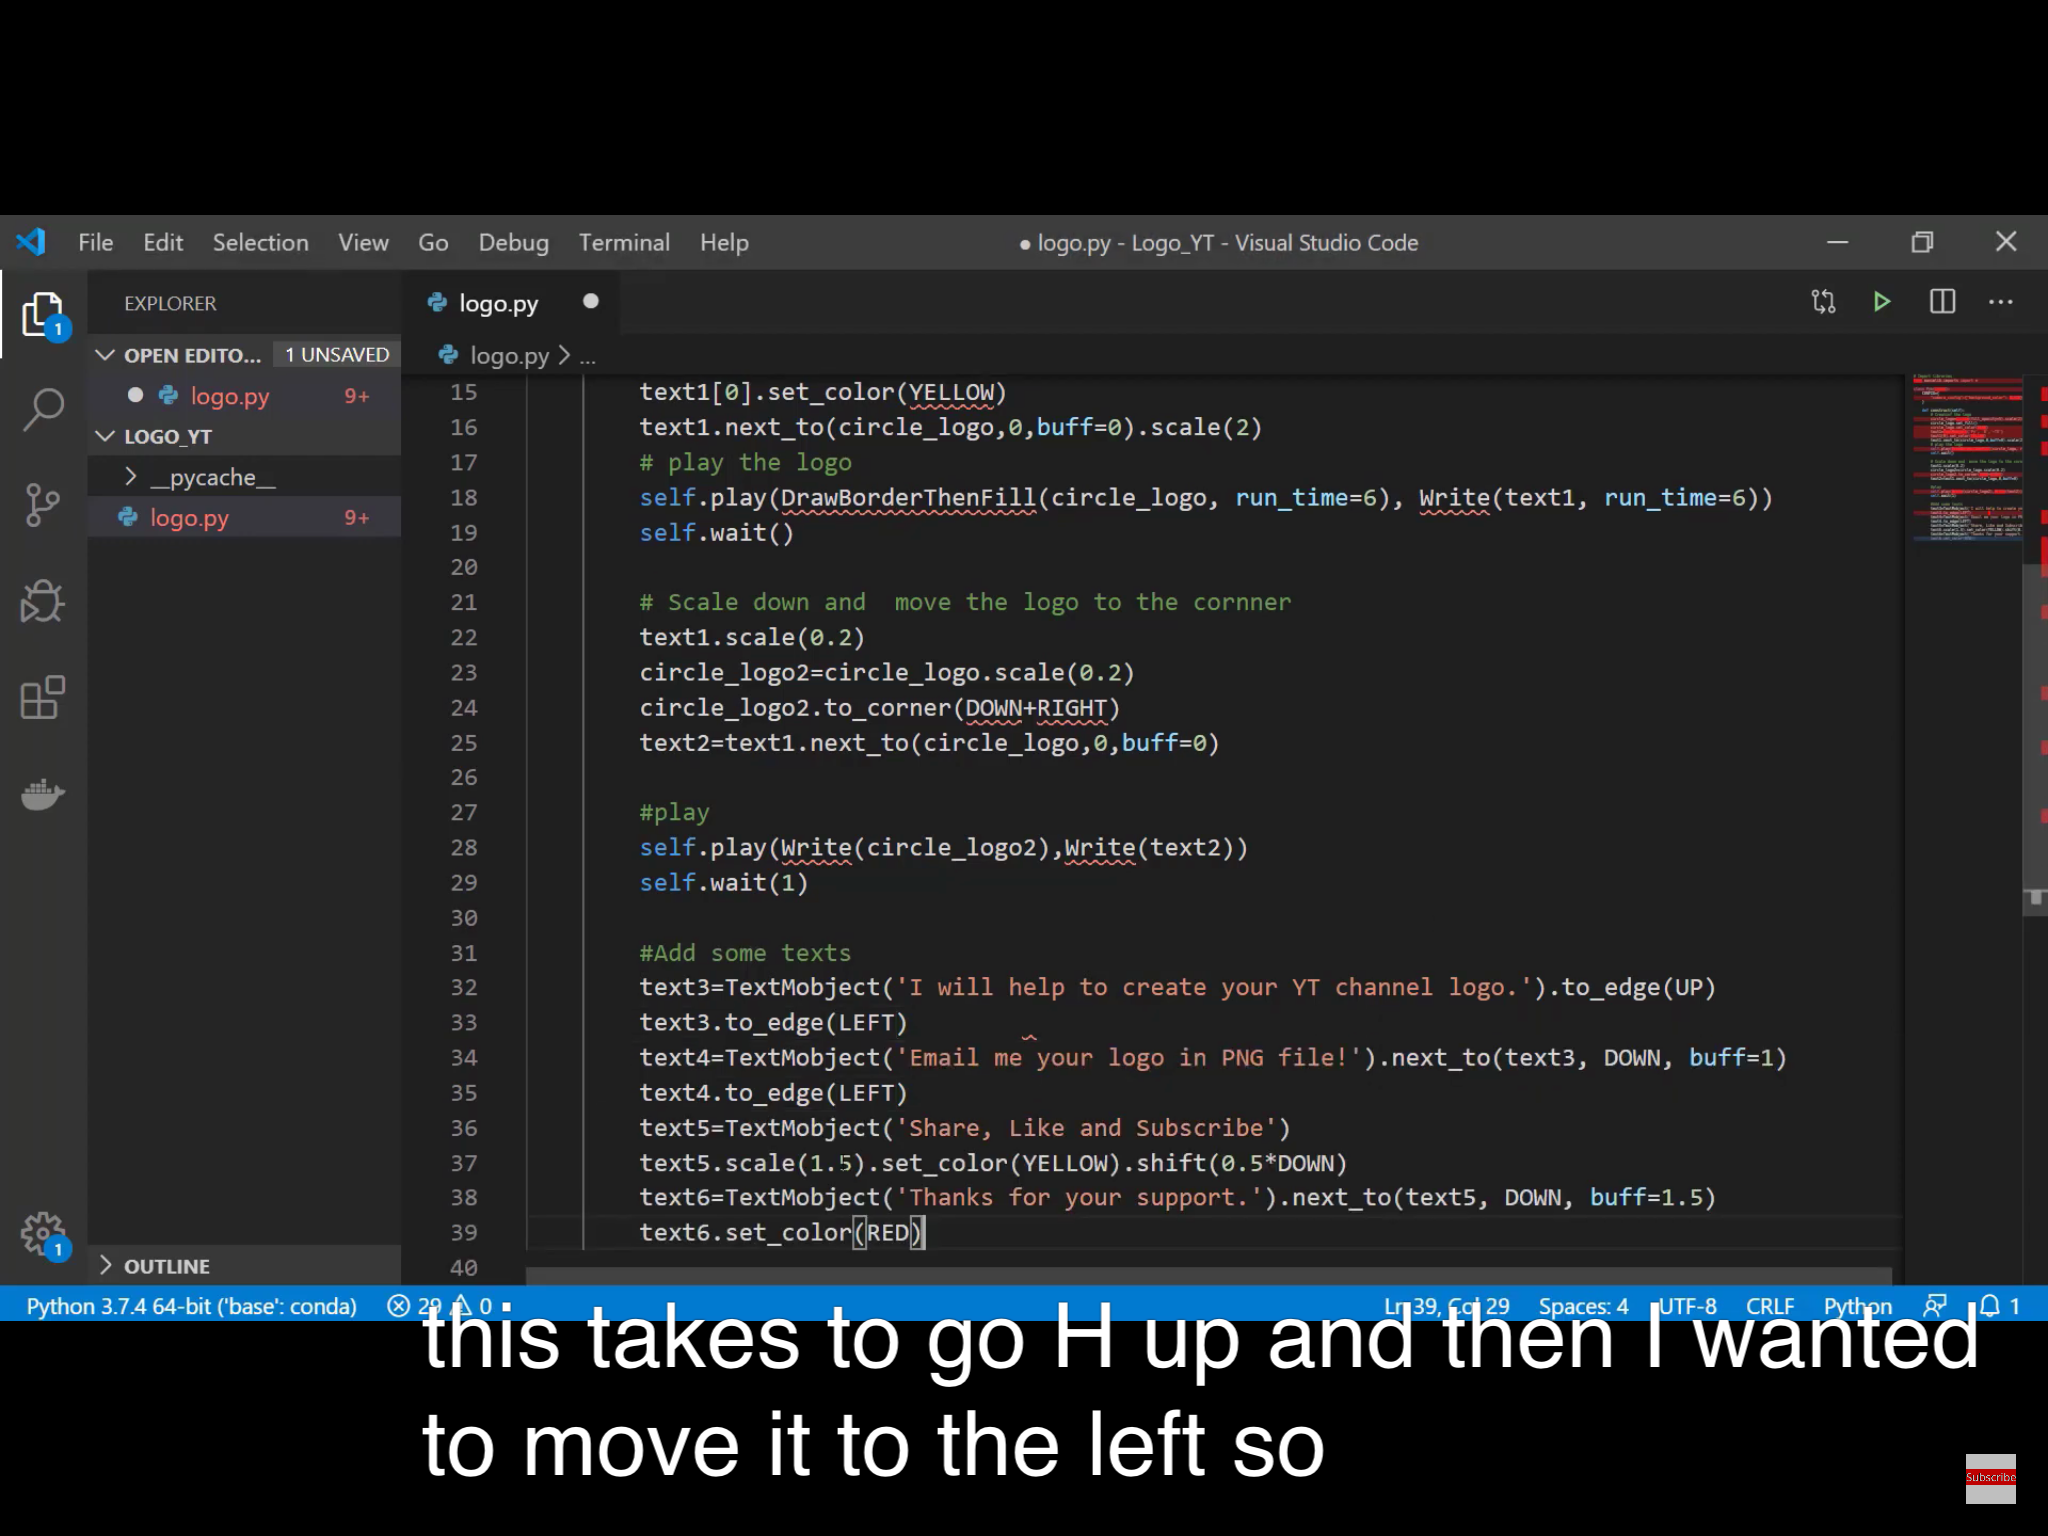 File Edit Selection View Go Debug Terminal Help
● logo.py - Logo_YT - Visual Studio Code
EXPLORER
logo.py
OPEN EDITO... 1 UNSAVED
logo.py > ...
logo.py 9+
LOGO_YT
__pycache__
logo.py 9+
15 text1[0].set_color(YELLOW)
16 text1.next_to(circle_logo,0,buff=0).scale(2)
17 # play the logo
18 self.play(DrawBorderThenFill(circle_logo, run_time=6), Write(text1, run_time=6))
19 self.wait()
20
21 # Scale down and  move the logo to the cornner
22 text1.scale(0.2)
23 circle_logo2=circle_logo.scale(0.2)
24 circle_logo2.to_corner(DOWN+RIGHT)
25 text2=text1.next_to(circle_logo,0,buff=0)
26
27 #play
28 self.play(Write(circle_logo2),Write(text2))
29 self.wait(1)
30
31 #Add some texts
32 text3=TextMobject('I will help to create your YT channel logo.').to_edge(UP)
33 text3.to_edge(LEFT)
34 text4=TextMobject('Email me your logo in PNG file!').next_to(text3, DOWN, buff=1)
35 text4.to_edge(LEFT)
36 text5=TextMobject('Share, Like and Subscribe')
37 text5.scale(1.5).set_color(YELLOW).shift(0.5*DOWN)
38 text6=TextMobject('Thanks for your support.').next_to(text5, DOWN, buff=1.5)
39 text6.set_color(RED)
40
1
1
OUTLINE
Python 3.7.4 64-bit ('base': conda) 29 0 Ln 39, Col 29 Spaces: 4 UTF-8 CRLF Python 1
this takes to go H up and then I wanted
to move it to the left so
Subscribe